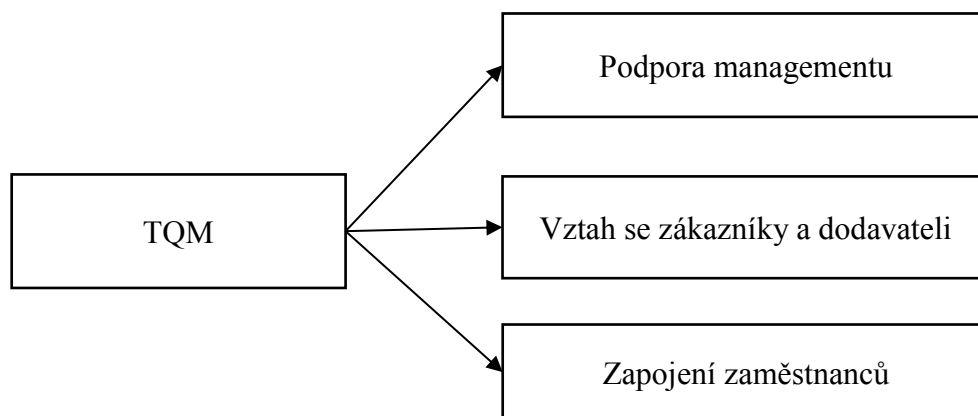 Podpora managementu
TQM
Vztah se zákazníky a dodavateli
Zapojení zaměstnanců